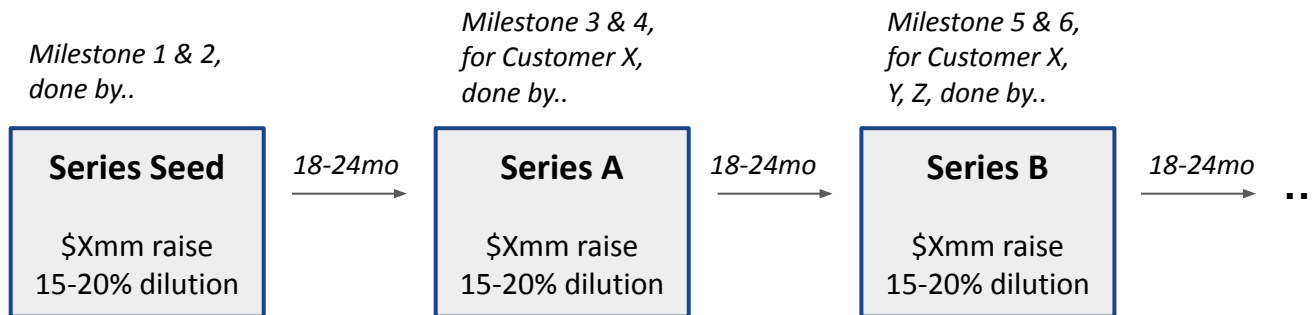 Milestone 1 & 2,
done by..
Milestone 3 & 4,
for Customer X,
done by..
Milestone 5 & 6,
for Customer X,
Y, Z, done by..
Series Seed
$Xmm raise
15-20% dilution
18-24mo
Series A
$Xmm raise
15-20% dilution
18-24mo
Series B
$Xmm raise
15-20% dilution
18-24mo
..